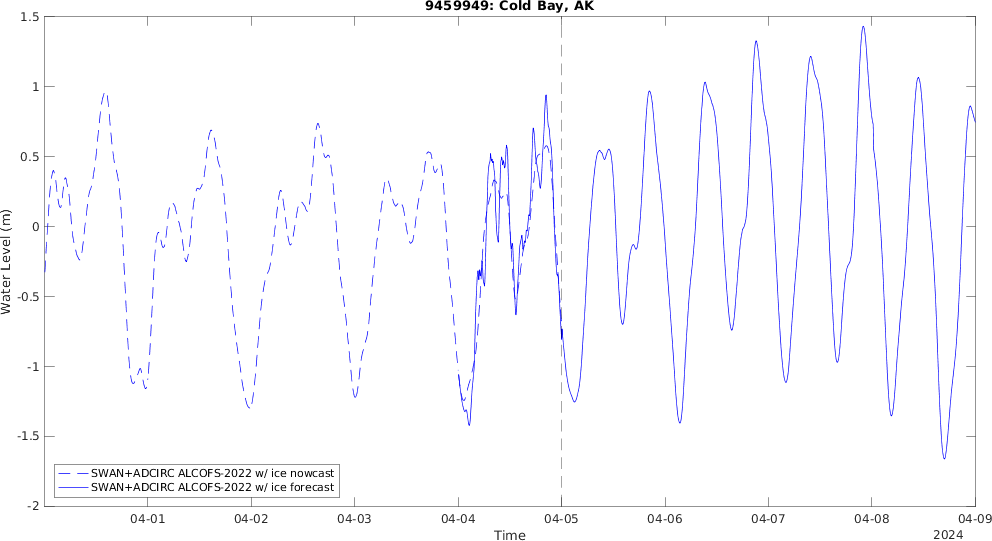 9459949: Cold Bay, AK
1.5
1
0.5
0
-0.5
-1
-1.5
-2
Water Level (m)
SWAN+ADCIRC ALCOFS-2022 w/ ice nowcast
SWAN+ADCIRC ALCOFS-2022 w/ ice forecast
04-01 04-02 04-03 04-04 04-05 04-06 04-07 04-08 04-09
Time
2024